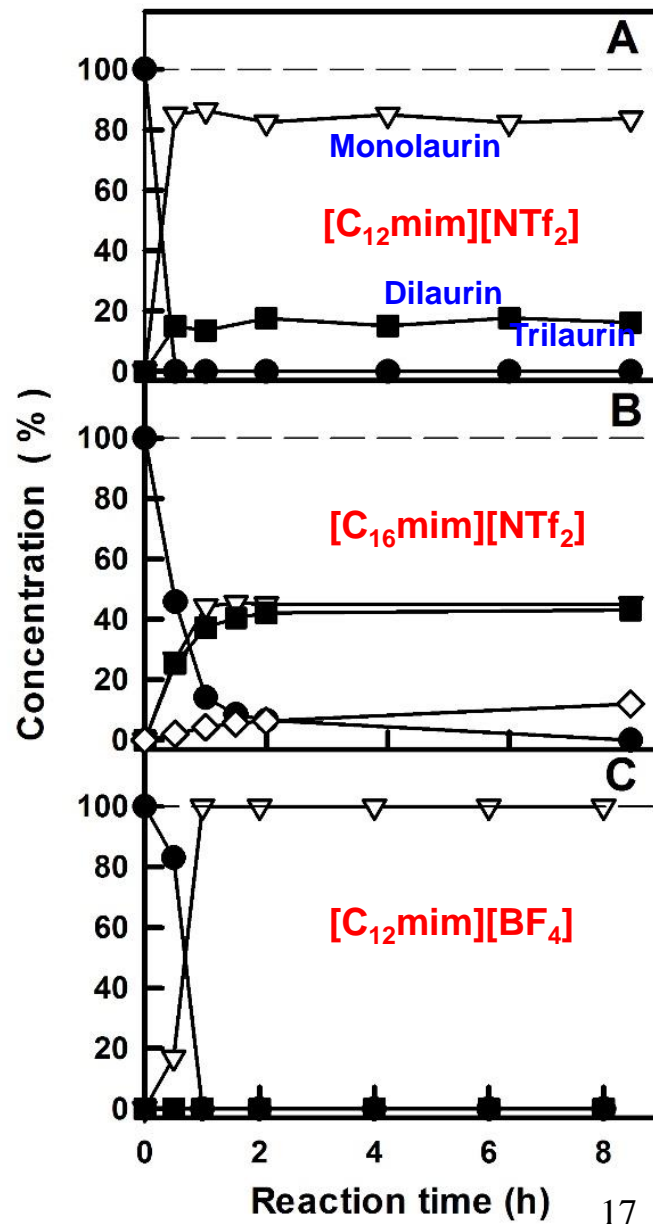 A
100
80
Monolaurin
60
[C₁₂mim][NTf₂]
40
Dilaurin
20
Trilaurin
0
B
100
80
[C₁₆mim][NTf₂]
60
40
20
0
C
100
80
[C₁₂mim][BF₄]
60
40
20
0
0 2 4 6 8
Concentration ( % )
Reaction time (h)
17